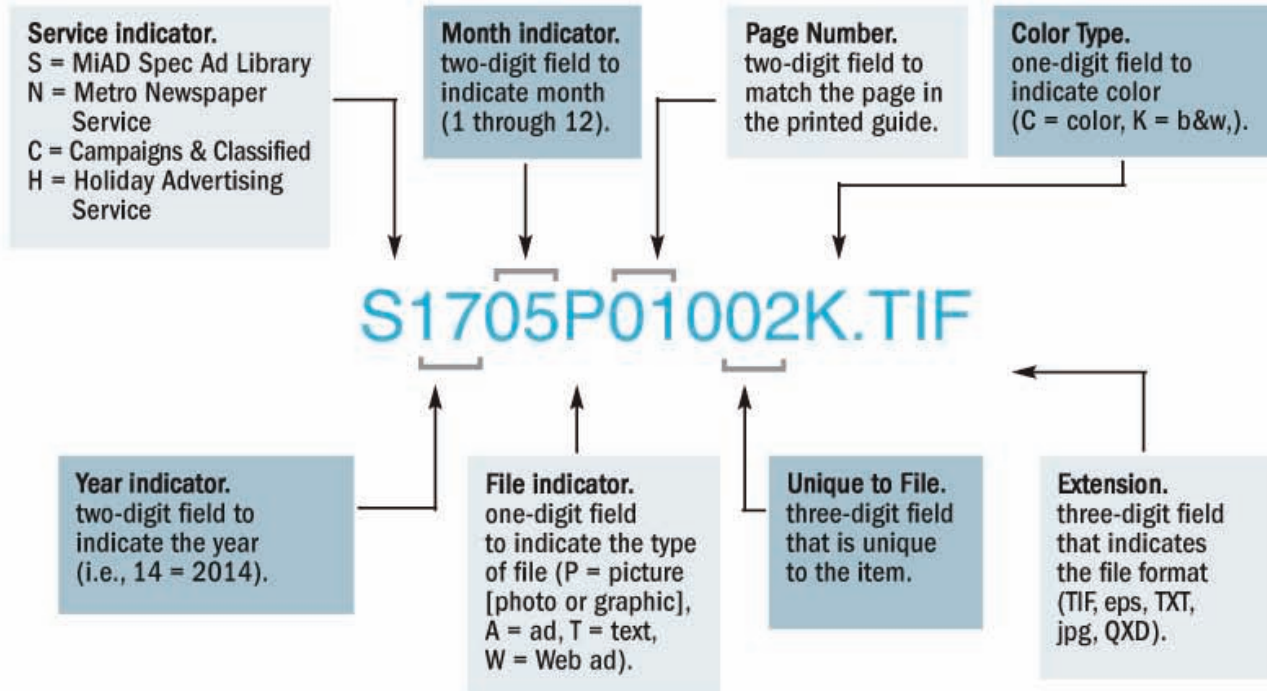 Service indicator.
S = MiAD Spec Ad Library
N = Metro Newspaper
Service
C = Campaigns & Classified
H = Holiday Advertising
Service
Month indicator.
two-digit field to
indicate month
(1 through 12).
Page Number.
two-digit field to
match the page in
the printed guide.
Color Type.
one-digit field to
indicate color
(C = color, K = b&w,).
S1705P01002K.TIF
Year indicator.
two-digit field to
indicate the year
(i.e., 14 = 2014).
File indicator.
one-digit field
to indicate the type
of file (P = picture
[photo or graphic],
A = ad, T = text,
W = Web ad).
Unique to File.
three-digit field
that is unique
to the item.
Extension.
three-digit field
that indicates
the file format
(TIF, eps, TXT,
jpg, QXD).